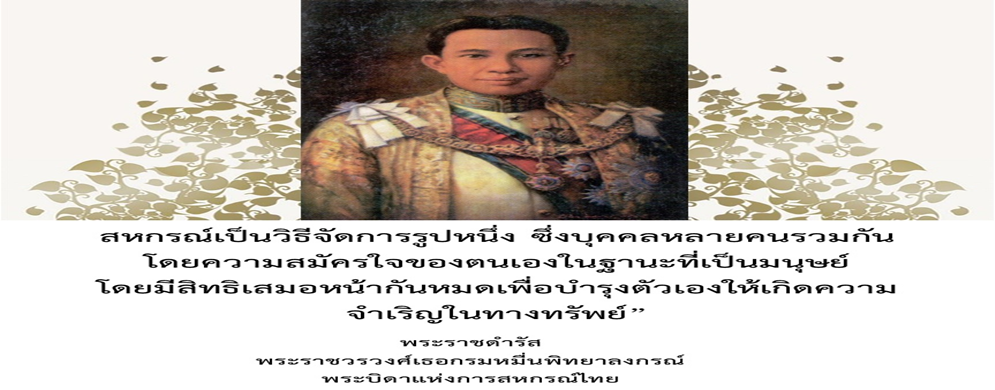 สหกรณ์เป็นวิธีจัดการรูปหนึ่ง ซึ่งบุคคลหลายคนรวมกัน
โดยความสมัครใจของตนเองในฐานะที่เป็นมนุษย์
โดยมีสิทธิเสมอหน้ากันหมดเพื่อบำรุงตัวเองให้เกิดความ
จำเริญในทางทรัพย์”
พระราชดำรัส
พระราชวรวงศ์เธอกรมหมื่นพิทยาลงกรณ์
พระบิดาแห่งการสหกรณ์ไทย